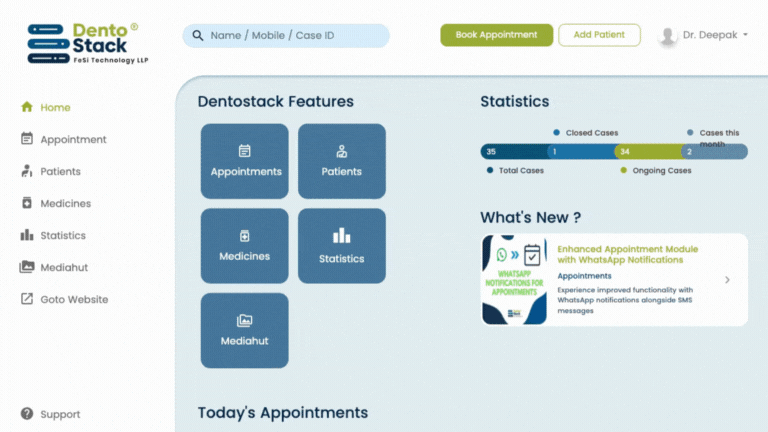 Dento®
Stack
FoSi Technology LLP
Name / Mobile / Case ID
Book Appointment
Add Patient
Dr. Deepak
Home
Appointment
Patients
Medicines
Statistics
Mediahut
Goto Website
Support
Dentostack Features
Appointments
Patients
Medicines
Statistics
Mediahut
Today's Appointments
Statistics
Closed Cases
Cases this
month
35
1
34
2
Total Cases
Ongoing Cases
What's New ?
WHATSAPP
NOTIFICATIONS FOR
APPOINTMENTS
Enhanced Appointment Module
with WhatsApp Notifications
Appointments
Experience improved functionality with
WhatsApp notifications alongside SMS
messages